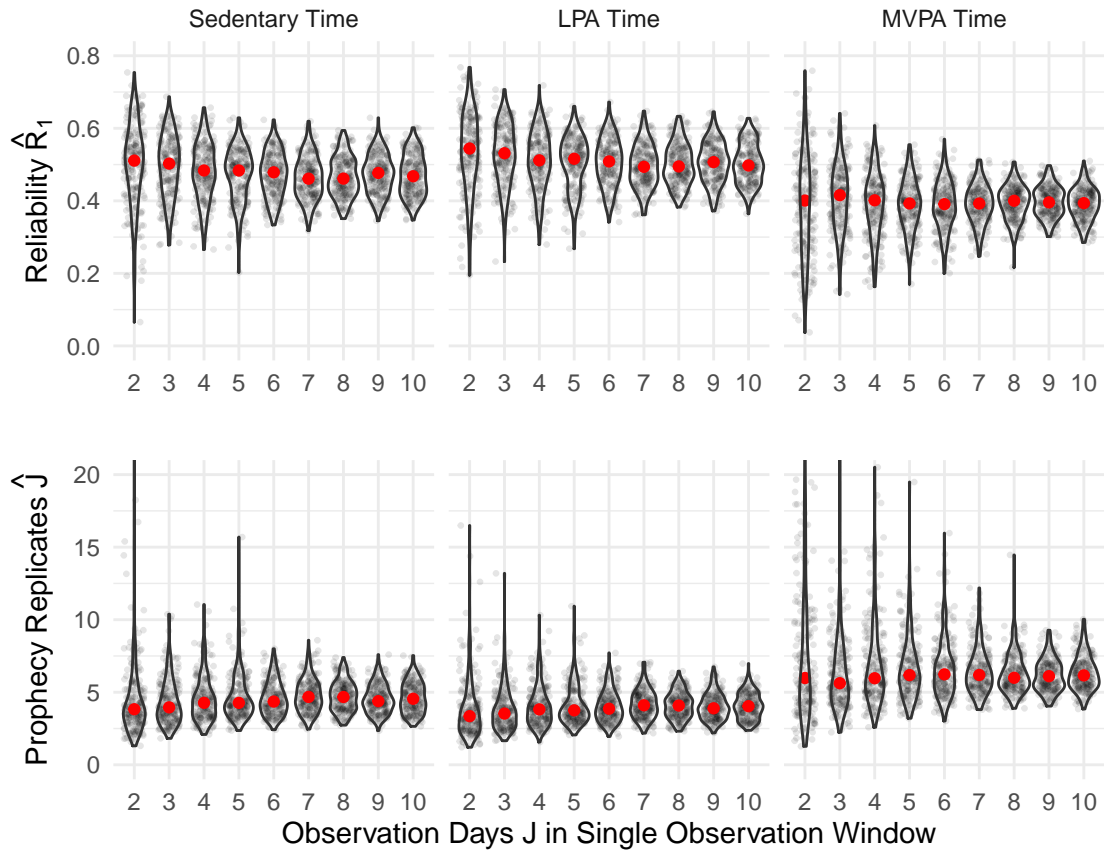 Sedentary Time LPA Time MVPA Time
Reliability R̂₁
0.8
0.6
0.4
0.2
0.0
2 3 4 5 6 7 8 9 10 2 3 4 5 6 7 8 9 10 2 3 4 5 6 7 8 9 10
Prophecy Replicates Ĵ
20
15
10
5
0
2 3 4 5 6 7 8 9 10 2 3 4 5 6 7 8 9 10 2 3 4 5 6 7 8 9 10
Observation Days J in Single Observation Window